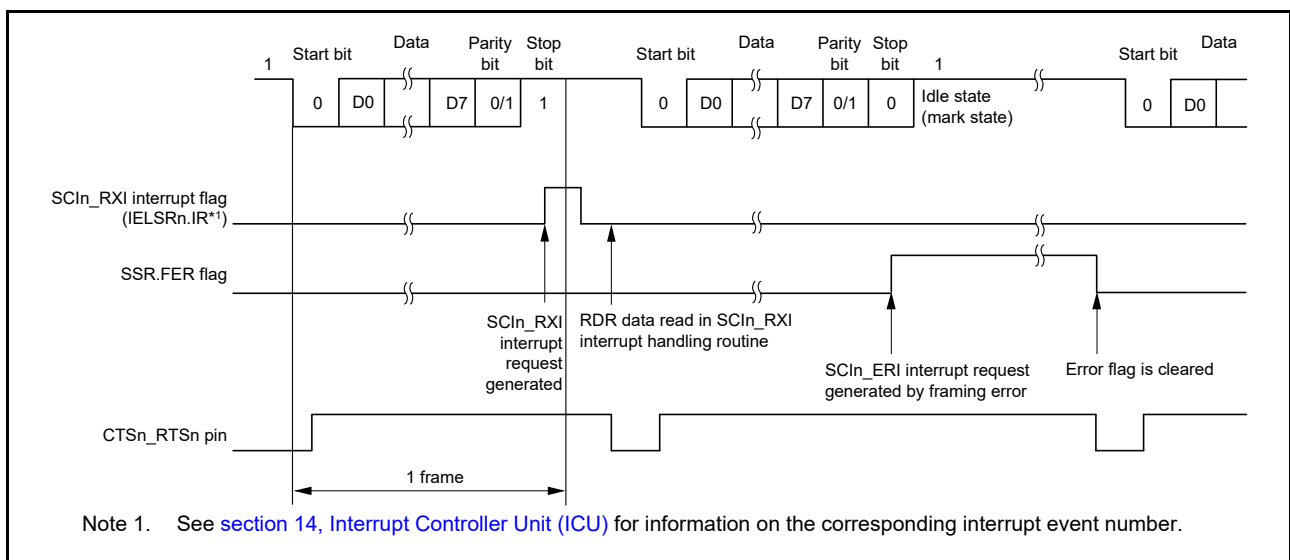 1
Start bit
Data
Parity bit
Stop bit
Start bit
Data
Parity bit
Stop bit
1
Start bit
Data
0
D0
D7
0/1
1
0
D0
D7
0/1
0
Idle state
(mark state)
0
D0
SCIn_RXI interrupt flag
(IELSRn.IR*1)
SSR.FER flag
SCIn_RXI
interrupt
request
generated
RDR data read in SCIn_RXI
interrupt handling routine
SCIn_ERI interrupt request
generated by framing error
Error flag is cleared
CTSn_RTSn pin
1 frame
Note 1. See section 14, Interrupt Controller Unit (ICU) for information on the corresponding interrupt event number.